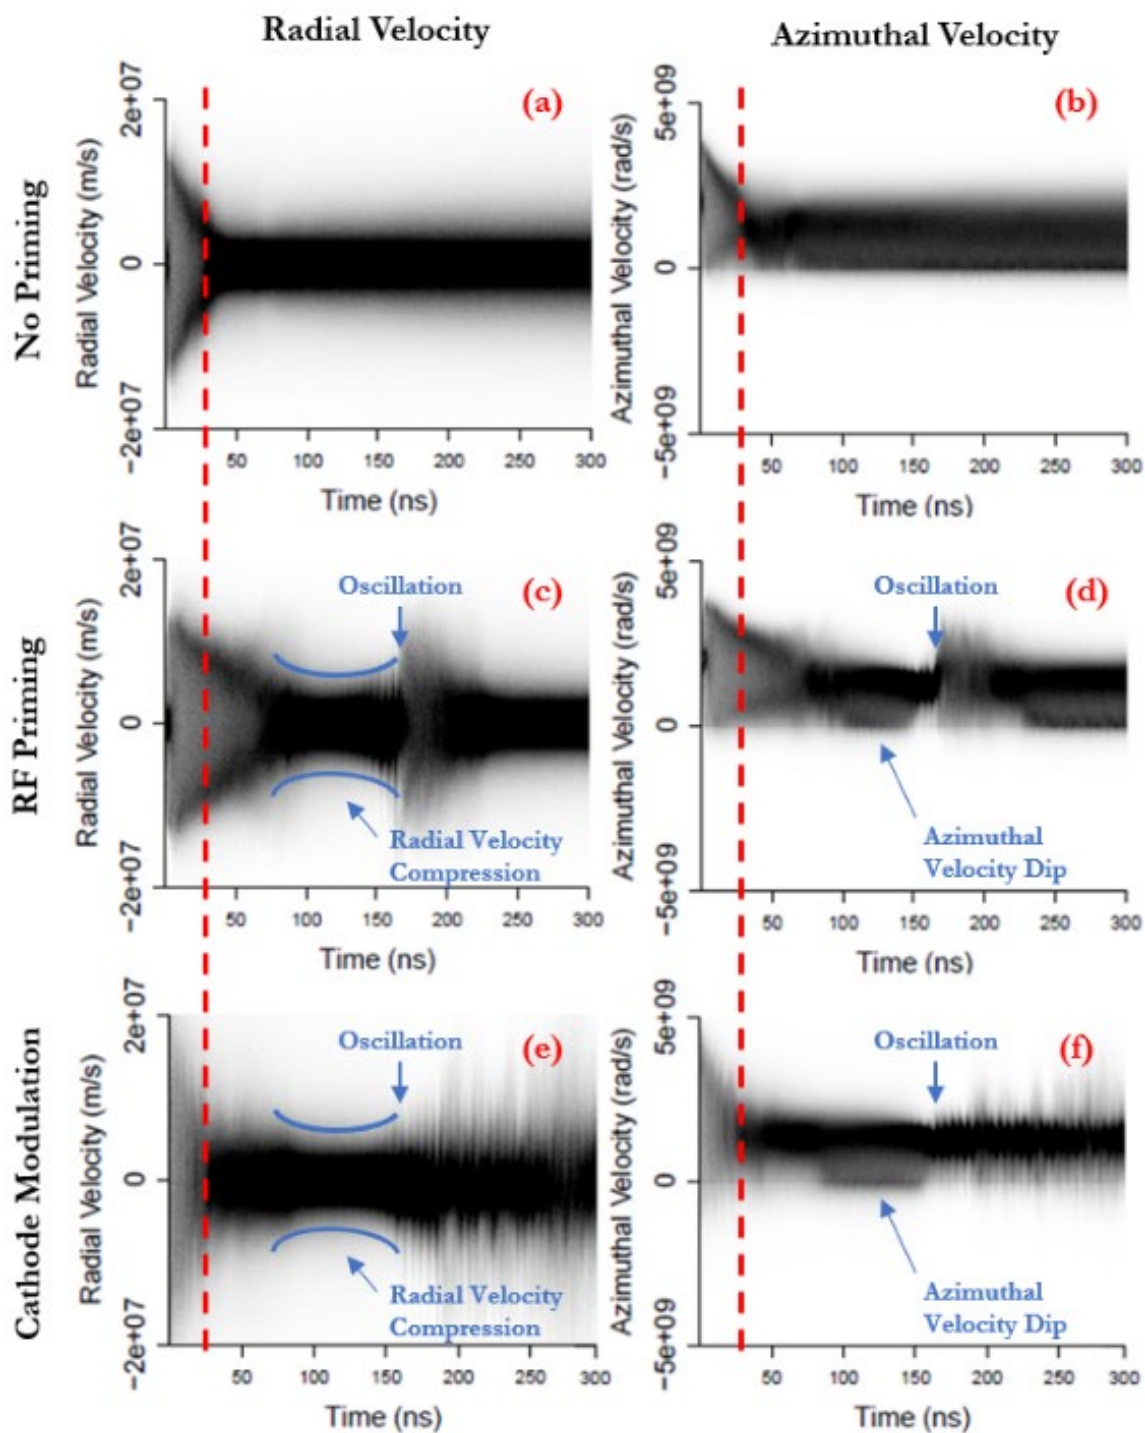 Radial Velocity
Azimuthal Velocity
No Priming
Radial Velocity (m/s)
2e+07
0
−2e+07
(a)
50 100 150 200 250 300
Time (ns)
Azimuthal Velocity (rad/s)
5e+09
0
−5e+09
(b)
50 100 150 200 250 300
Time (ns)
RF Priming
Radial Velocity (m/s)
2e+07
0
−2e+07
Oscillation
(c)
Radial Velocity
Compression
50 100 150 200 250 300
Time (ns)
Azimuthal Velocity (rad/s)
5e+09
0
−5e+09
Oscillation
(d)
Azimuthal
Velocity Dip
50 100 150 200 250 300
Time (ns)
Cathode Modulation
Radial Velocity (m/s)
2e+07
0
−2e+07
Oscillation
(e)
Radial Velocity
Compression
50 100 150 200 250 300
Time (ns)
Azimuthal Velocity (rad/s)
5e+09
0
−5e+09
Oscillation
(f)
Azimuthal
Velocity Dip
50 100 150 200 250 300
Time (ns)